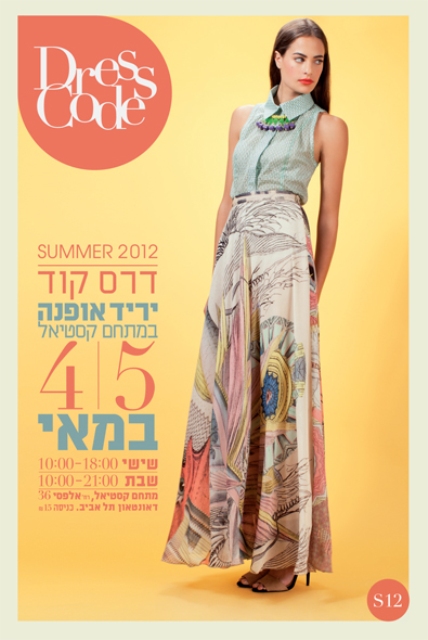 Dress
Code
SUMMER 2012
דרס קוד
יריד אופנה
במתחם קסטיאל
4|5
במאי
שישי 10:00-18:00
שבת 10:00-21:00
מתחם קסטיאל, רח' אלפסי 36
דאונטאון תל אביב. כניסה 15 ₪
S12